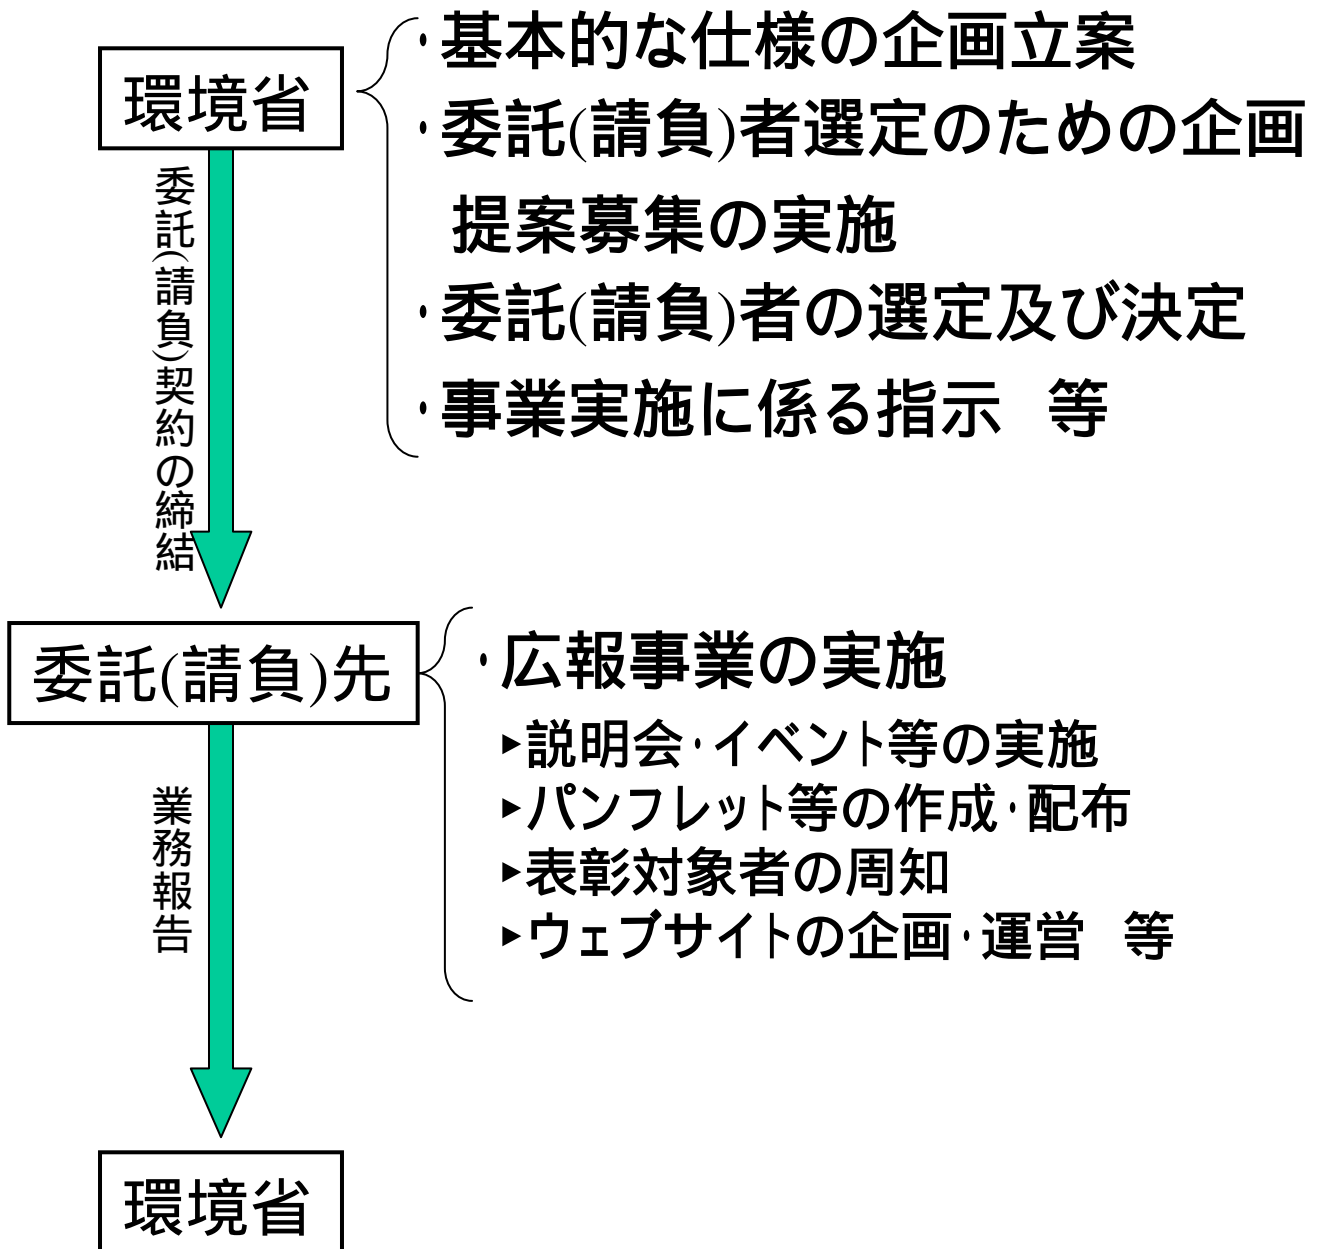 環境省
・基本的な仕様の企画立案
・委託(請負)者選定のための企画
提案募集の実施
・委託(請負)者の選定及び決定
・事業実施に係る指示 等
委託(請負)契約の締結
委託(請負)先
・広報事業の実施
▸説明会・イベント等の実施
▸パンフレット等の作成・配布
▸表彰対象者の周知
▸ウェブサイトの企画・運営 等
業務報告
環境省